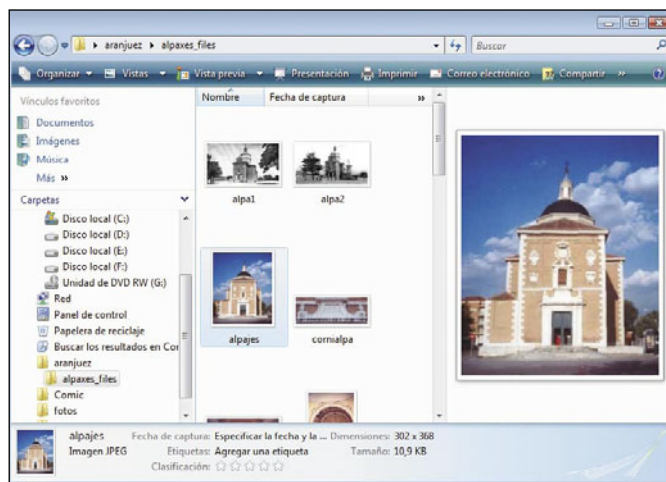 aranjuez ▸ alpaxes_files
Buscar
Organizar Vistas Vista previa Presentación Imprimir Correo electrónico Compartir »
Vínculos favoritos
Documentos
Imágenes
Música
Más »
Carpetas
Disco local (C:)
Disco local (D:)
Disco local (E:)
Disco local (F:)
Unidad de DVD RW (G:)
Red
Panel de control
Papelera de reciclaje
Buscar los resultados en Cor
aranjuez
alpaxes_files
Comic
fotos
Nombre Fecha de captura »
alpa1 alpa2
alpajes cornialpa
alpajes Fecha de captura: Especificar la fecha y la ... Dimensiones: 302 x 368
Imagen JPEG Etiquetas: Agregar una etiqueta Tamaño: 10,9 KB
Clasificación: